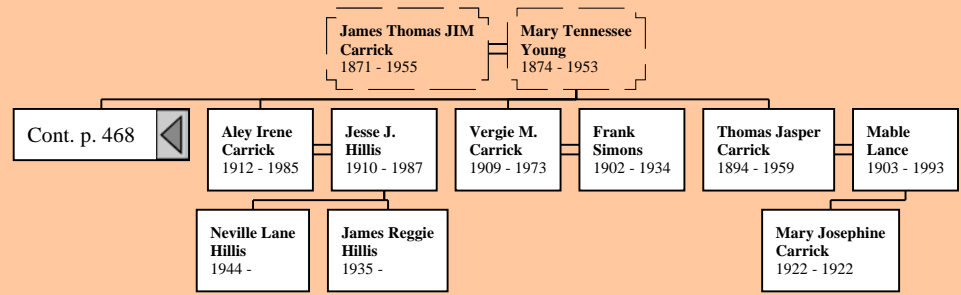 James Thomas JIM
Carrick
1871 - 1955
Mary Tennessee
Young
1874 - 1953
Cont. p. 468
Aley Irene
Carrick
1912 - 1985
Jesse J.
Hillis
1910 - 1987
Vergie M.
Carrick
1909 - 1973
Frank
Simons
1902 - 1934
Thomas Jasper
Carrick
1894 - 1959
Mable
Lance
1903 - 1993
Neville Lane
Hillis
1944 -
James Reggie
Hillis
1935 -
Mary Josephine
Carrick
1922 - 1922